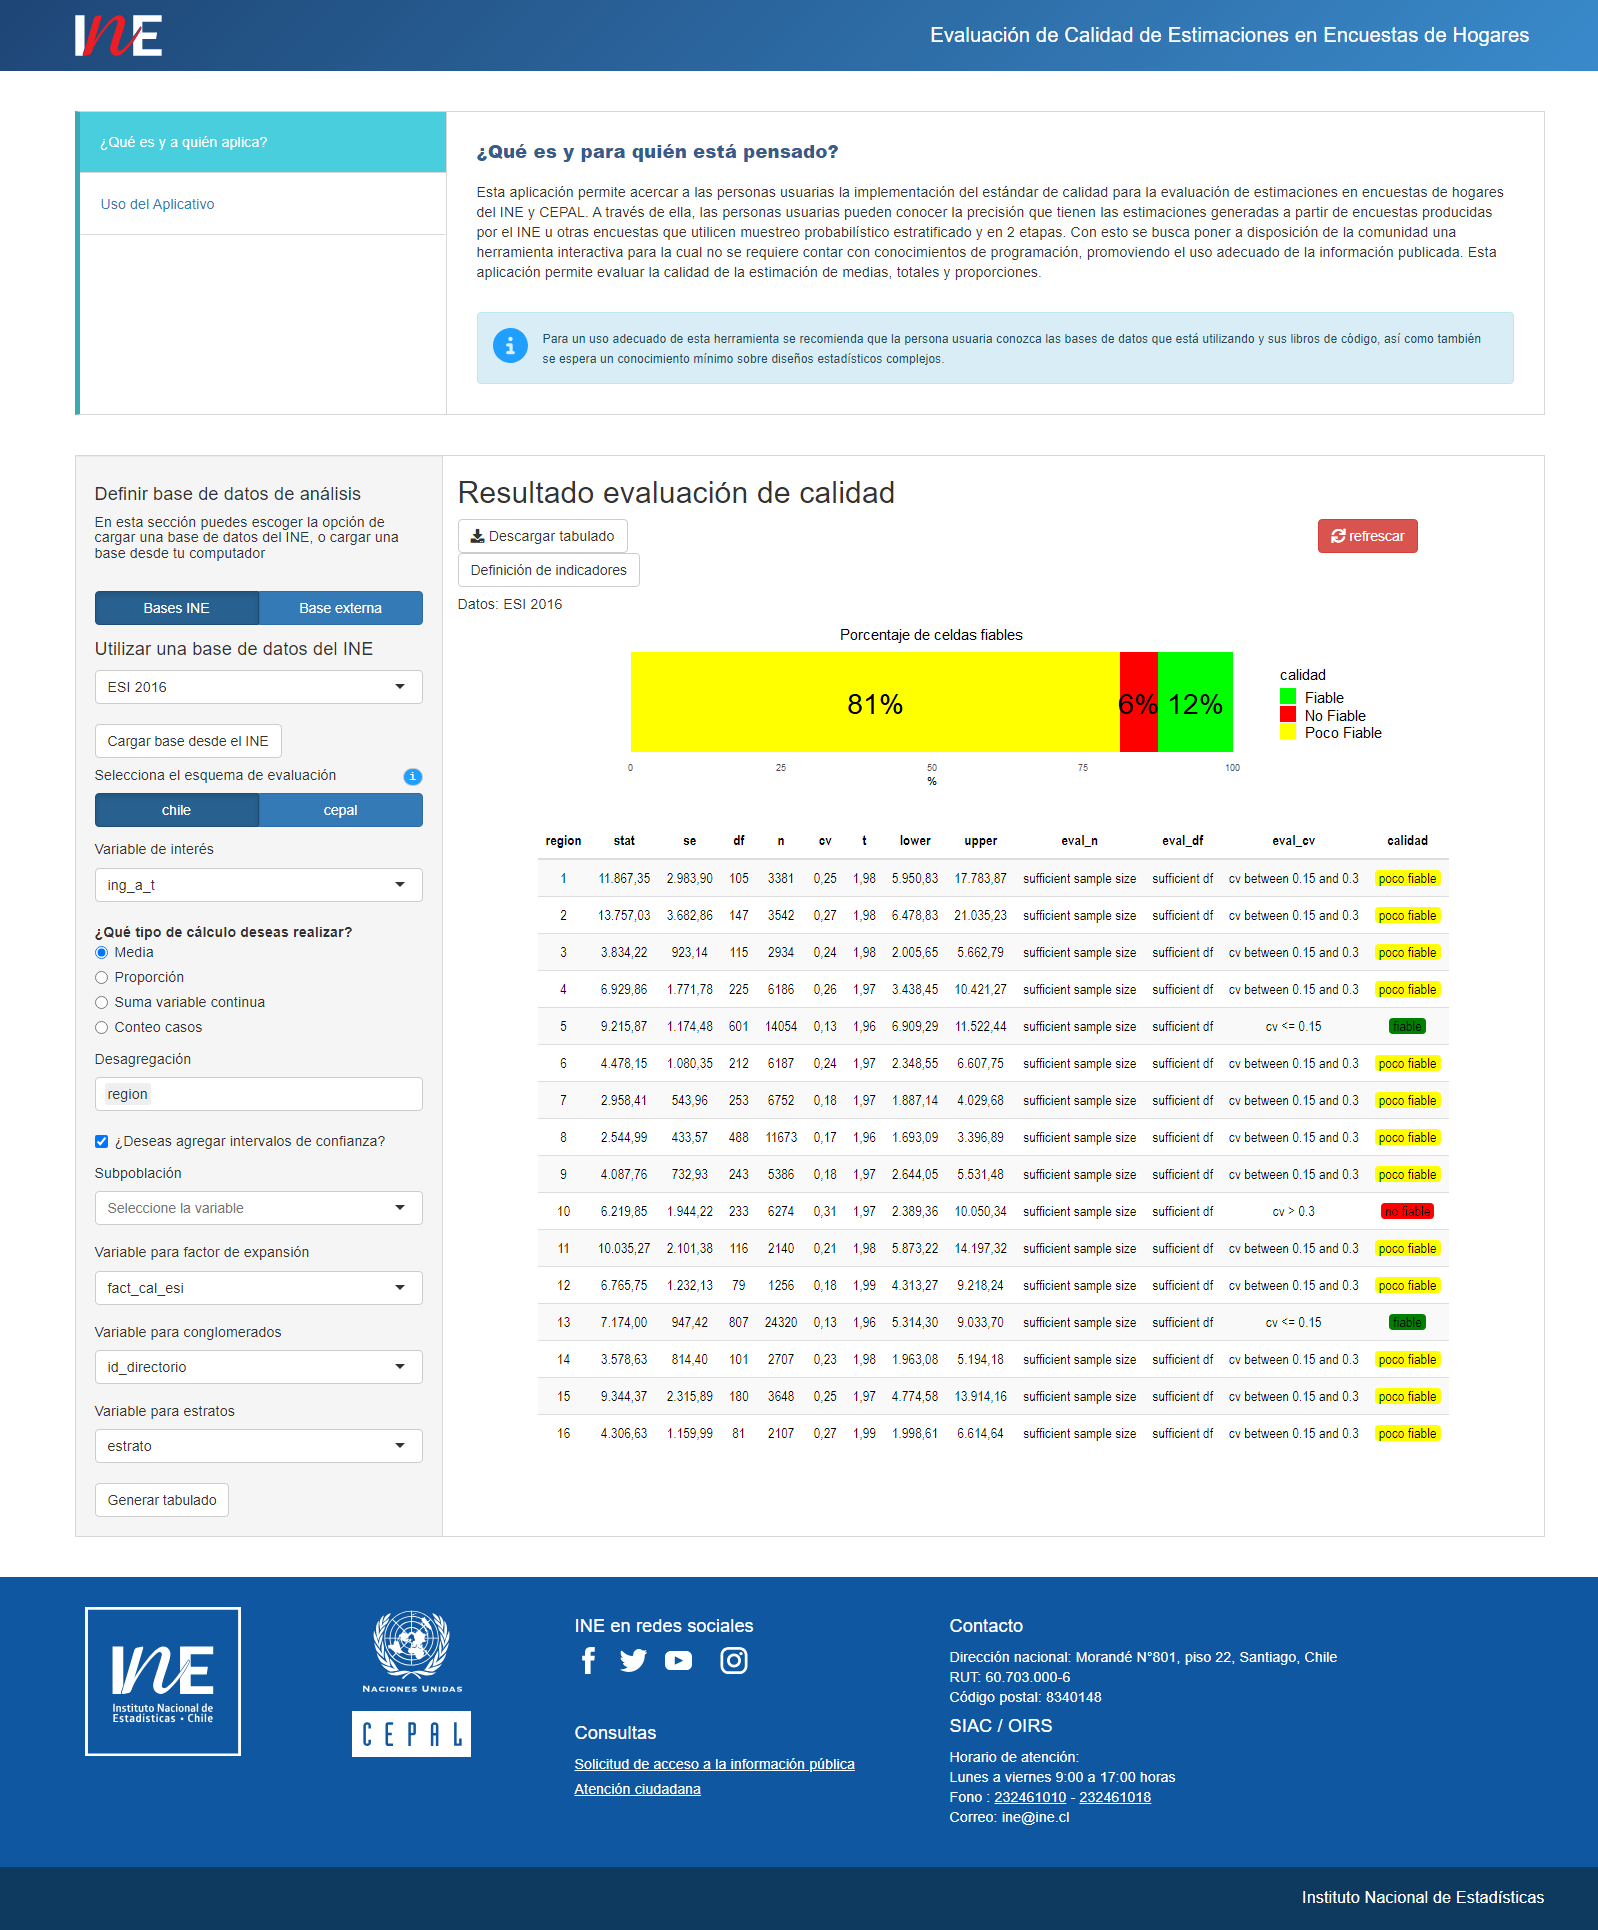 INE
Evaluación de Calidad de Estimaciones en Encuestas de Hogares
¿Qué es y a quién aplica?
Uso del Aplicativo
¿Qué es y para quién está pensado?
Esta aplicación permite acercar a las personas usuarias la implementación del estándar de calidad para la evaluación de estimaciones en encuestas de hogares
del INE y CEPAL. A través de ella, las personas usuarias pueden conocer la precisión que tienen las estimaciones generadas a partir de encuestas producidas
por el INE u otras encuestas que utilicen muestreo probabilístico estratificado y en 2 etapas. Con esto se busca poner a disposición de la comunidad una
herramienta interactiva para la cual no se requiere contar con conocimientos de programación, promoviendo el uso adecuado de la información publicada. Esta
aplicación permite evaluar la calidad de la estimación de medias, totales y proporciones.
Para un uso adecuado de esta herramienta se recomienda que la persona usuaria conozca las bases de datos que está utilizando y sus libros de código, así como también
se espera un conocimiento mínimo sobre diseños estadísticos complejos.
Definir base de datos de análisis
En esta sección puedes escoger la opción de
cargar una base de datos del INE, o cargar una
base desde tu computador
Bases INE Base externa
Utilizar una base de datos del INE
ESI 2016
Cargar base desde el INE
Selecciona el esquema de evaluación
chile cepal
Variable de interés
ing_a_t
¿Qué tipo de cálculo deseas realizar?
Media
Proporción
Suma variable continua
Conteo casos
Desagregación
region
¿Deseas agregar intervalos de confianza?
Subpoblación
Seleccione la variable
Variable para factor de expansión
fact_cal_esi
Variable para conglomerados
id_directorio
Variable para estratos
estrato
Generar tabulado
Resultado evaluación de calidad
Descargar tabulado
refrescar
Definición de indicadores
Datos: ESI 2016
Porcentaje de celdas fiables
81% 6% 12%
0 25 50 75 100
%
calidad
Fiable
No Fiable
Poco Fiable
region stat se df n cv t lower upper eval_n eval_df eval_cv calidad
1 11.867,35 2.983,90 105 3381 0,25 1,98 5.950,83 17.783,87 sufficient sample size sufficient df cv between 0.15 and 0.3 poco fiable
2 13.757,03 3.682,86 147 3542 0,27 1,98 6.478,83 21.035,23 sufficient sample size sufficient df cv between 0.15 and 0.3 poco fiable
3 3.834,22 923,14 115 2934 0,24 1,98 2.005,65 5.662,79 sufficient sample size sufficient df cv between 0.15 and 0.3 poco fiable
4 6.929,86 1.771,78 225 6186 0,26 1,97 3.438,45 10.421,27 sufficient sample size sufficient df cv between 0.15 and 0.3 poco fiable
5 9.215,87 1.174,48 601 14054 0,13 1,96 6.909,29 11.522,44 sufficient sample size sufficient df cv <= 0.15 fiable
6 4.478,15 1.080,35 212 6187 0,24 1,97 2.348,55 6.607,75 sufficient sample size sufficient df cv between 0.15 and 0.3 poco fiable
7 2.958,41 543,96 253 6752 0,18 1,97 1.887,14 4.029,68 sufficient sample size sufficient df cv between 0.15 and 0.3 poco fiable
8 2.544,99 433,57 488 11673 0,17 1,96 1.693,09 3.396,89 sufficient sample size sufficient df cv between 0.15 and 0.3 poco fiable
9 4.087,76 732,93 243 5386 0,18 1,97 2.644,05 5.531,48 sufficient sample size sufficient df cv between 0.15 and 0.3 poco fiable
10 6.219,85 1.944,22 233 6274 0,31 1,97 2.389,36 10.050,34 sufficient sample size sufficient df cv > 0.3 no fiable
11 10.035,27 2.101,38 116 2140 0,21 1,98 5.873,22 14.197,32 sufficient sample size sufficient df cv between 0.15 and 0.3 poco fiable
12 6.765,75 1.232,13 79 1256 0,18 1,99 4.313,27 9.218,24 sufficient sample size sufficient df cv between 0.15 and 0.3 poco fiable
13 7.174,00 947,42 807 24320 0,13 1,96 5.314,30 9.033,70 sufficient sample size sufficient df cv <= 0.15 fiable
14 3.578,63 814,40 101 2707 0,23 1,98 1.963,08 5.194,18 sufficient sample size sufficient df cv between 0.15 and 0.3 poco fiable
15 9.344,37 2.315,89 180 3648 0,25 1,97 4.774,58 13.914,16 sufficient sample size sufficient df cv between 0.15 and 0.3 poco fiable
16 4.306,63 1.159,99 81 2107 0,27 1,99 1.998,61 6.614,64 sufficient sample size sufficient df cv between 0.15 and 0.3 poco fiable
INE
Instituto Nacional de
Estadísticas • Chile
NACIONES UNIDAS
CEPAL
INE en redes sociales
Consultas
Solicitud de acceso a la información pública
Atención ciudadana
Contacto
Dirección nacional: Morandé N°801, piso 22, Santiago, Chile
RUT: 60.703.000-6
Código postal: 8340148
SIAC / OIRS
Horario de atención:
Lunes a viernes 9:00 a 17:00 horas
Fono : 232461010 - 232461018
Correo: ine@ine.cl
Instituto Nacional de Estadísticas